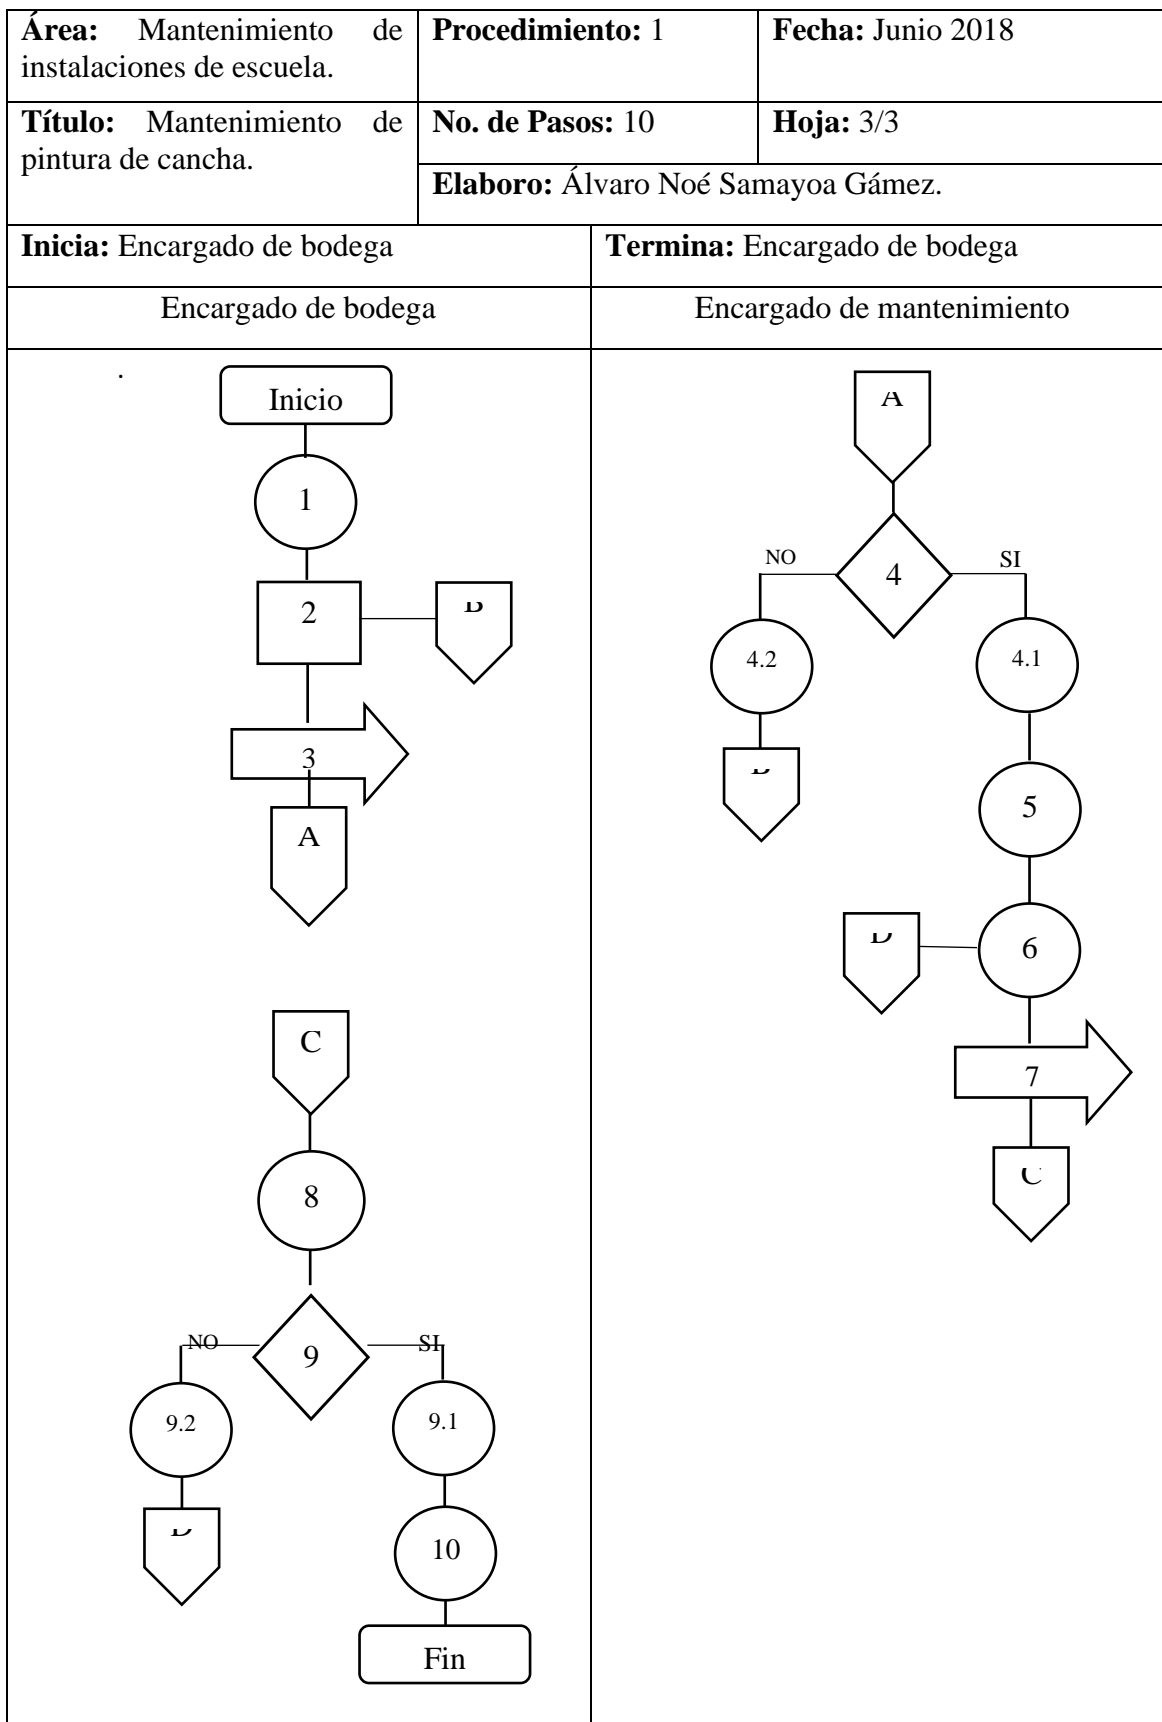 Área: Mantenimiento de
instalaciones de escuela.
Procedimiento: 1
Fecha: Junio 2018
Título: Mantenimiento de
pintura de cancha.
No. de Pasos: 10
Hoja: 3/3
Elaboro: Álvaro Noé Samayoa Gámez.
Inicia: Encargado de bodega
Termina: Encargado de bodega
Encargado de bodega
Encargado de mantenimiento
.
Inicio
1
2
3
A
C
8
9
NO
SI
9.2
9.1
10
Fin
A
4
NO
SI
4.2
4.1
5
6
7
C